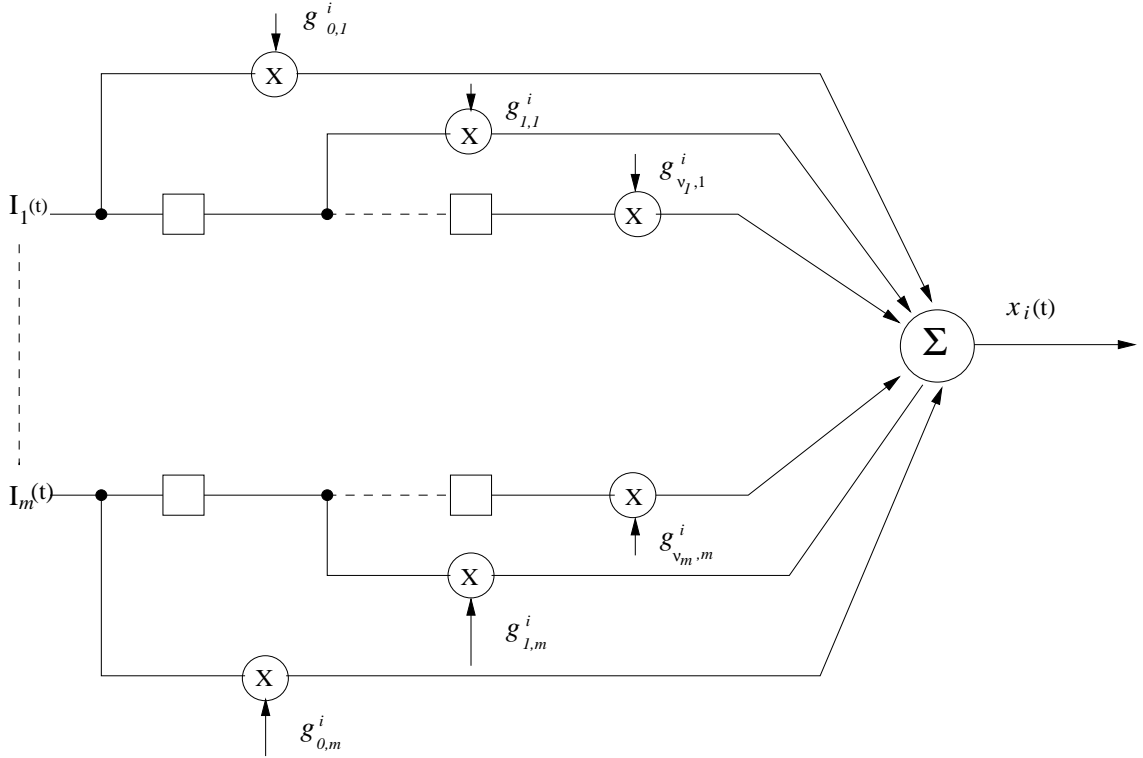 g^i_{0,1}
X
g^i_{1,1}
X
g^i_{ν_1,1}
I_1(t)
X
x_i(t)
Σ
I_m(t)
X
g^i_{ν_m,m}
X
g^i_{1,m}
X
g^i_{0,m}